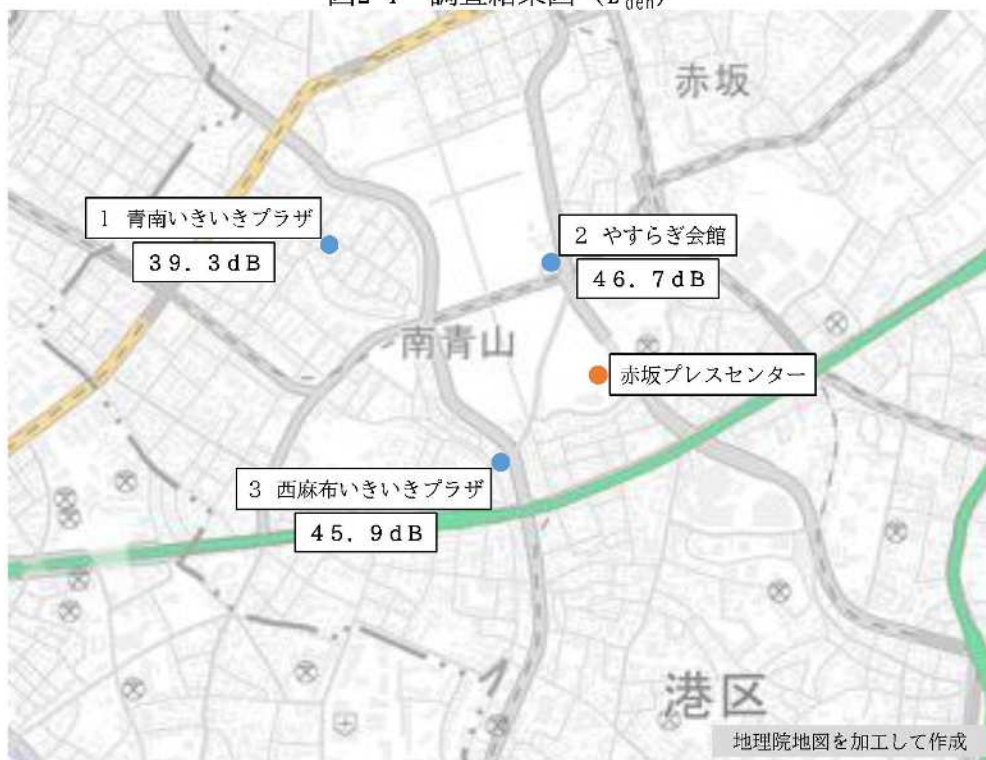 図2-1 調査結果図 (Lden)
赤坂
1 青南いきいきプラザ
39.3dB
2 やすらぎ会館
46.7dB
南青山
赤坂プレスセンター
3 西麻布いきいきプラザ
45.9dB
港区
地理院地図を加工して作成